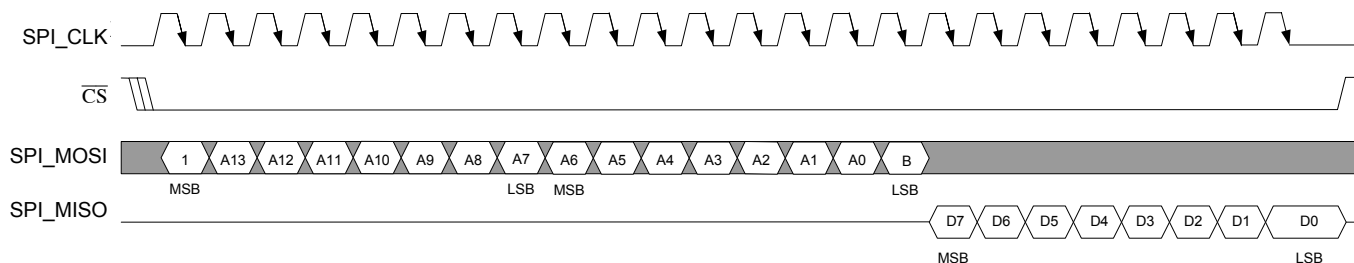 SPI_CLK
CS
SPI_MOSI 1 A13 A12 A11 A10 A9 A8 A7 A6 A5 A4 A3 A2 A1 A0 B
MSB LSB MSB LSB
SPI_MISO D7 D6 D5 D4 D3 D2 D1 D0
MSB LSB